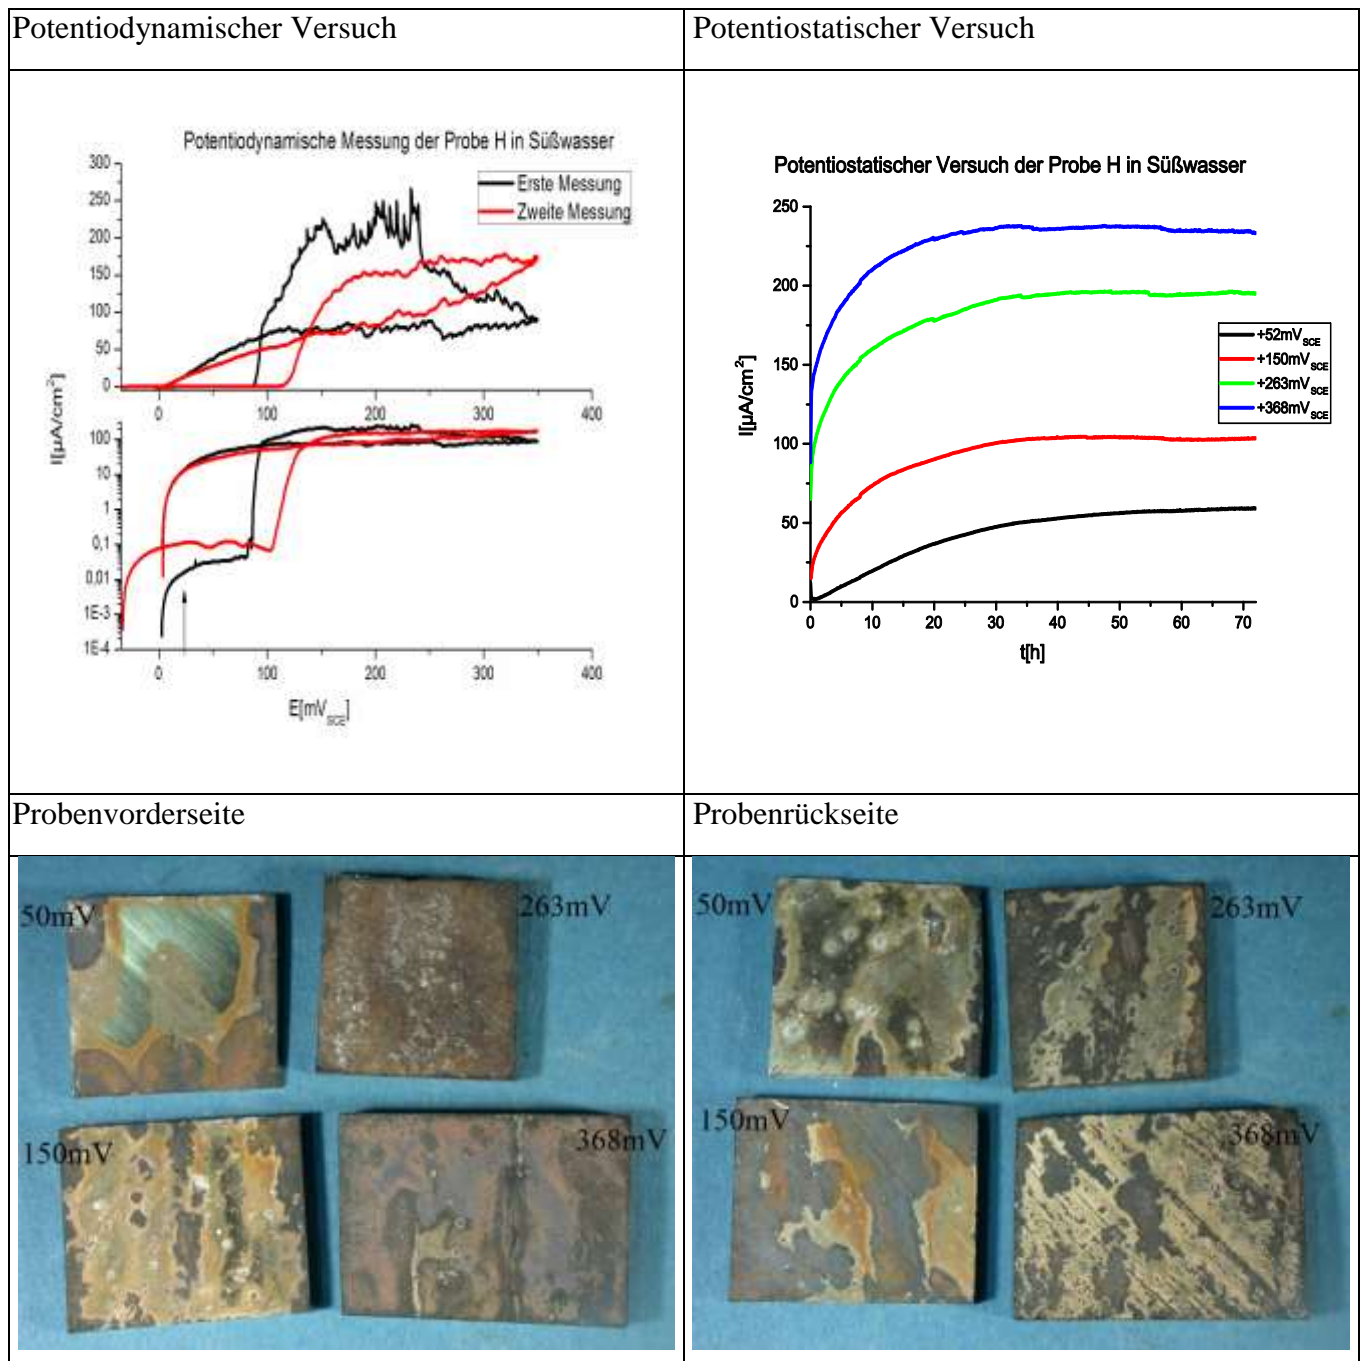 Potentiodynamischer Versuch
Potentiostatischer Versuch
Potentiodynamische Messung der Probe H in Süßwasser
Erste Messung
Zweite Messung
300
250
200
150
100
50
0
0 100 200 300 400
I[µA/cm²]
100
10
1
0,1
0,01
1E-3
1E-4
0 100 200 300 400
E[mV_SCE]
Potentiostatischer Versuch der Probe H in Süßwasser
250
200
150
100
50
0
I[µA/cm²]
+52mV_SCE
+150mV_SCE
+263mV_SCE
+368mV_SCE
0 10 20 30 40 50 60 70
t[h]
Probenvorderseite
Probenrückseite
50mV
263mV
150mV
368mV
50mV
263mV
150mV
368mV